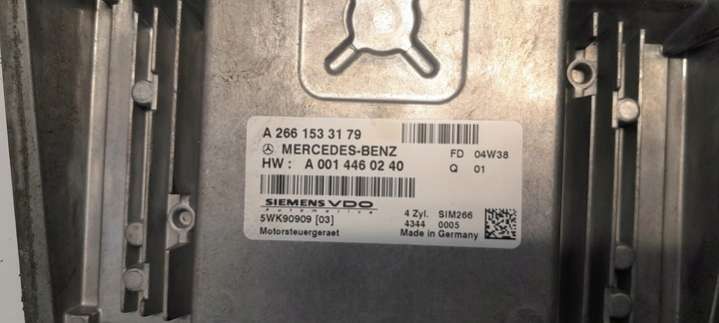 A 266 153 31 79
MERCEDES-BENZ
FD 04W38
HW : A 001 446 02 40
Q 01
SIEMENS VDO
Automotive
5WK90909 [03]
4 Zyl. SIM266
4344 0005
Motorsteuergeraet
Made in Germany